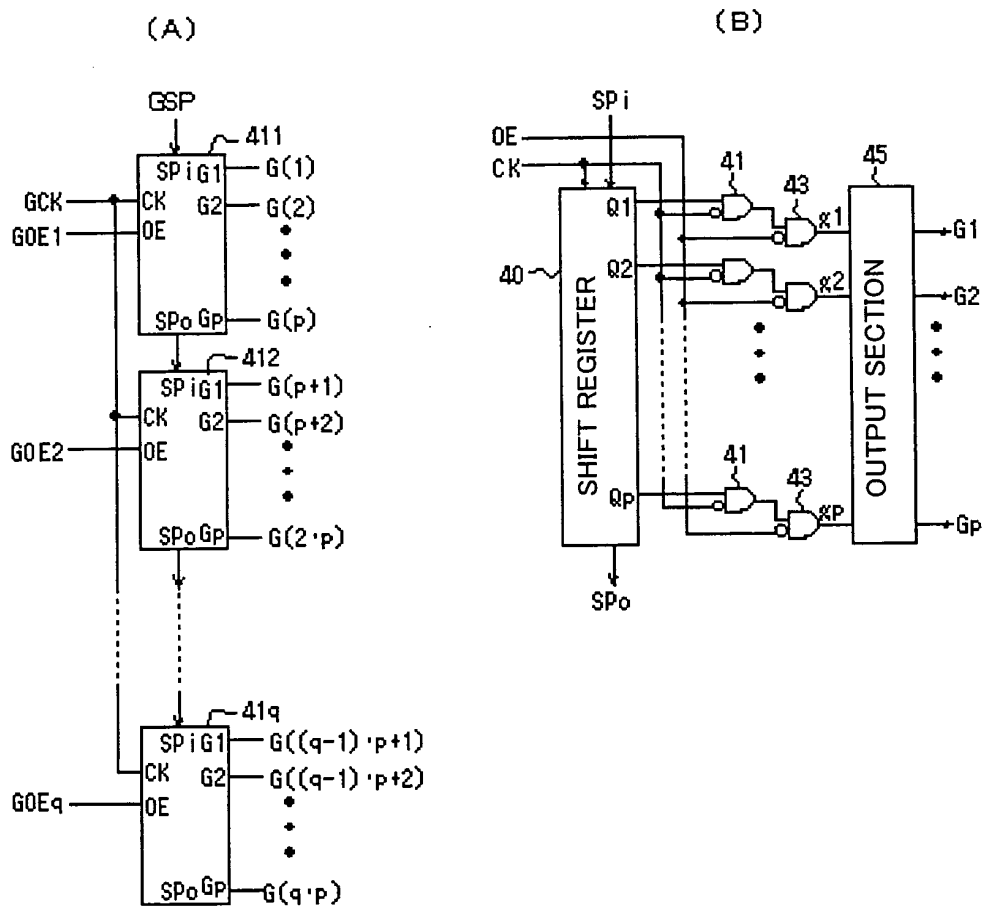 (A)
GSP
411
SPi G1 G(1)
GCK CK G2 G(2)
GOE1 OE
SPo Gp G(p)
412
SPi G1 G(p+1)
CK G2 G(p+2)
GOE2 OE
SPo Gp G(2·p)
41q
SPi G1 G((q-1)·p+1)
CK G2 G((q-1)·p+2)
GOEq OE
SPo Gp G(q·p)
(B)
SPi
OE
CK
41
43
45
Q1 g1 G1
40
Q2 g2 G2
SHIFT REGISTER
OUTPUT SECTION
41
43
Qp gp Gp
SPo